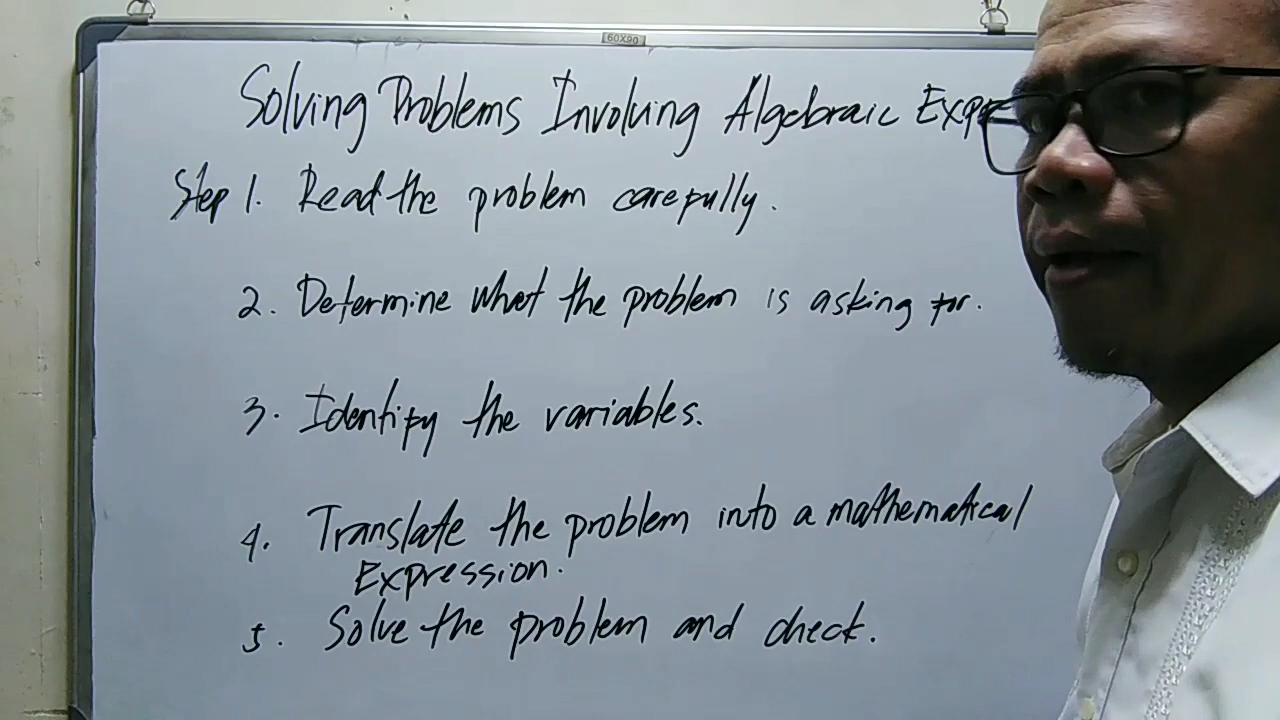 60X90
Solving Problems Involving Algebraic Exp
Step 1. Read the problem carefully.
2. Determine what the problem is asking for.
3. Identify the variables.
4. Translate the problem into a mathematical
Expression.
5. Solve the problem and check.